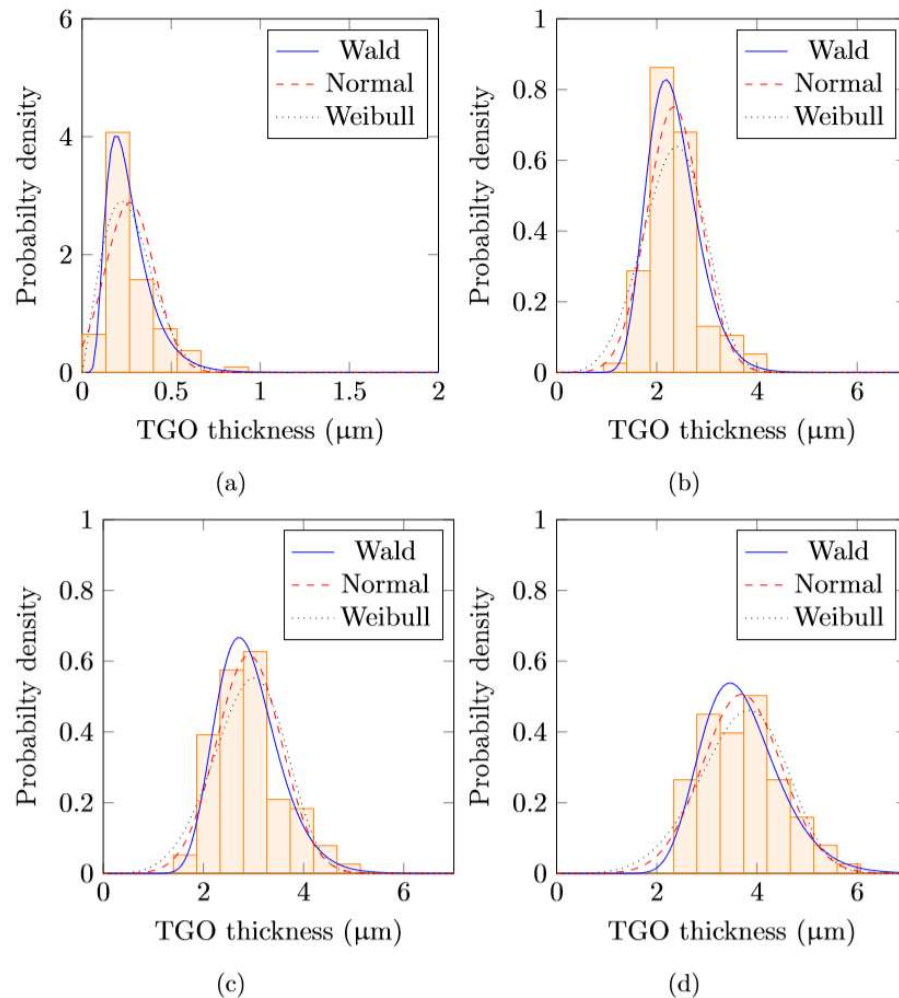 6
4
2
0
0
0.5
1
1.5
2
Probabilty density
TGO thickness (μm)
Wald
Normal
Weibull
(a)
1
0.8
0.6
0.4
0.2
0
0
2
4
6
Probabilty density
TGO thickness (μm)
Wald
Normal
Weibull
(b)
1
0.8
0.6
0.4
0.2
0
0
2
4
6
Probabilty density
TGO thickness (μm)
Wald
Normal
Weibull
(c)
1
0.8
0.6
0.4
0.2
0
0
2
4
6
Probabilty density
TGO thickness (μm)
Wald
Normal
Weibull
(d)